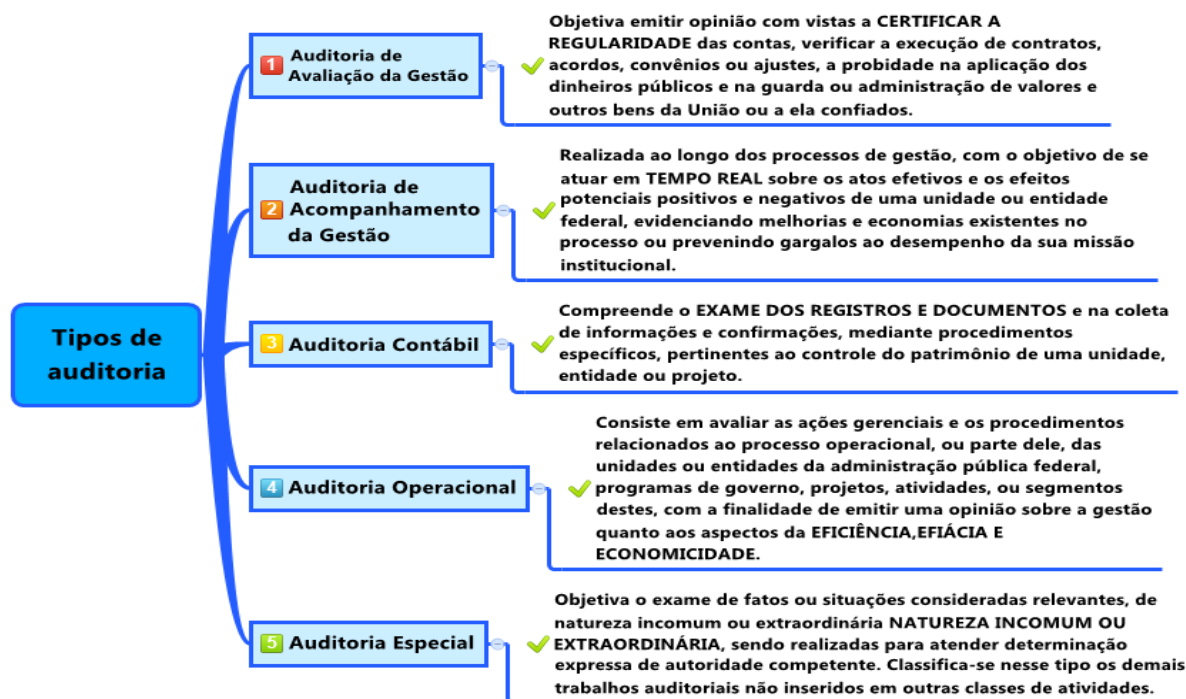 Tipos de
auditoria
1 Auditoria de
Avaliação da Gestão
Objetiva emitir opinião com vistas a CERTIFICAR A
REGULARIDADE das contas, verificar a execução de contratos,
acordos, convênios ou ajustes, a probidade na aplicação dos
dinheiros públicos e na guarda ou administração de valores e
outros bens da União ou a ela confiados.
2 Auditoria de
Acompanhamento
da Gestão
Realizada ao longo dos processos de gestão, com o objetivo de se
atuar em TEMPO REAL sobre os atos efetivos e os efeitos
potenciais positivos e negativos de uma unidade ou entidade
federal, evidenciando melhorias e economias existentes no
processo ou prevenindo gargalos ao desempenho da sua missão
institucional.
3 Auditoria Contábil
Compreende o EXAME DOS REGISTROS E DOCUMENTOS e na coleta
de informações e confirmações, mediante procedimentos
específicos, pertinentes ao controle do patrimônio de uma unidade,
entidade ou projeto.
4 Auditoria Operacional
Consiste em avaliar as ações gerenciais e os procedimentos
relacionados ao processo operacional, ou parte dele, das
unidades ou entidades da administração pública federal,
programas de governo, projetos, atividades, ou segmentos
destes, com a finalidade de emitir uma opinião sobre a gestão
quanto aos aspectos da EFICIÊNCIA,EFIÁCIA E
ECONOMICIDADE.
5 Auditoria Especial
Objetiva o exame de fatos ou situações consideradas relevantes, de
natureza incomum ou extraordinária NATUREZA INCOMUM OU
EXTRAORDINÁRIA, sendo realizadas para atender determinação
expressa de autoridade competente. Classifica-se nesse tipo os demais
trabalhos auditoriais não inseridos em outras classes de atividades.